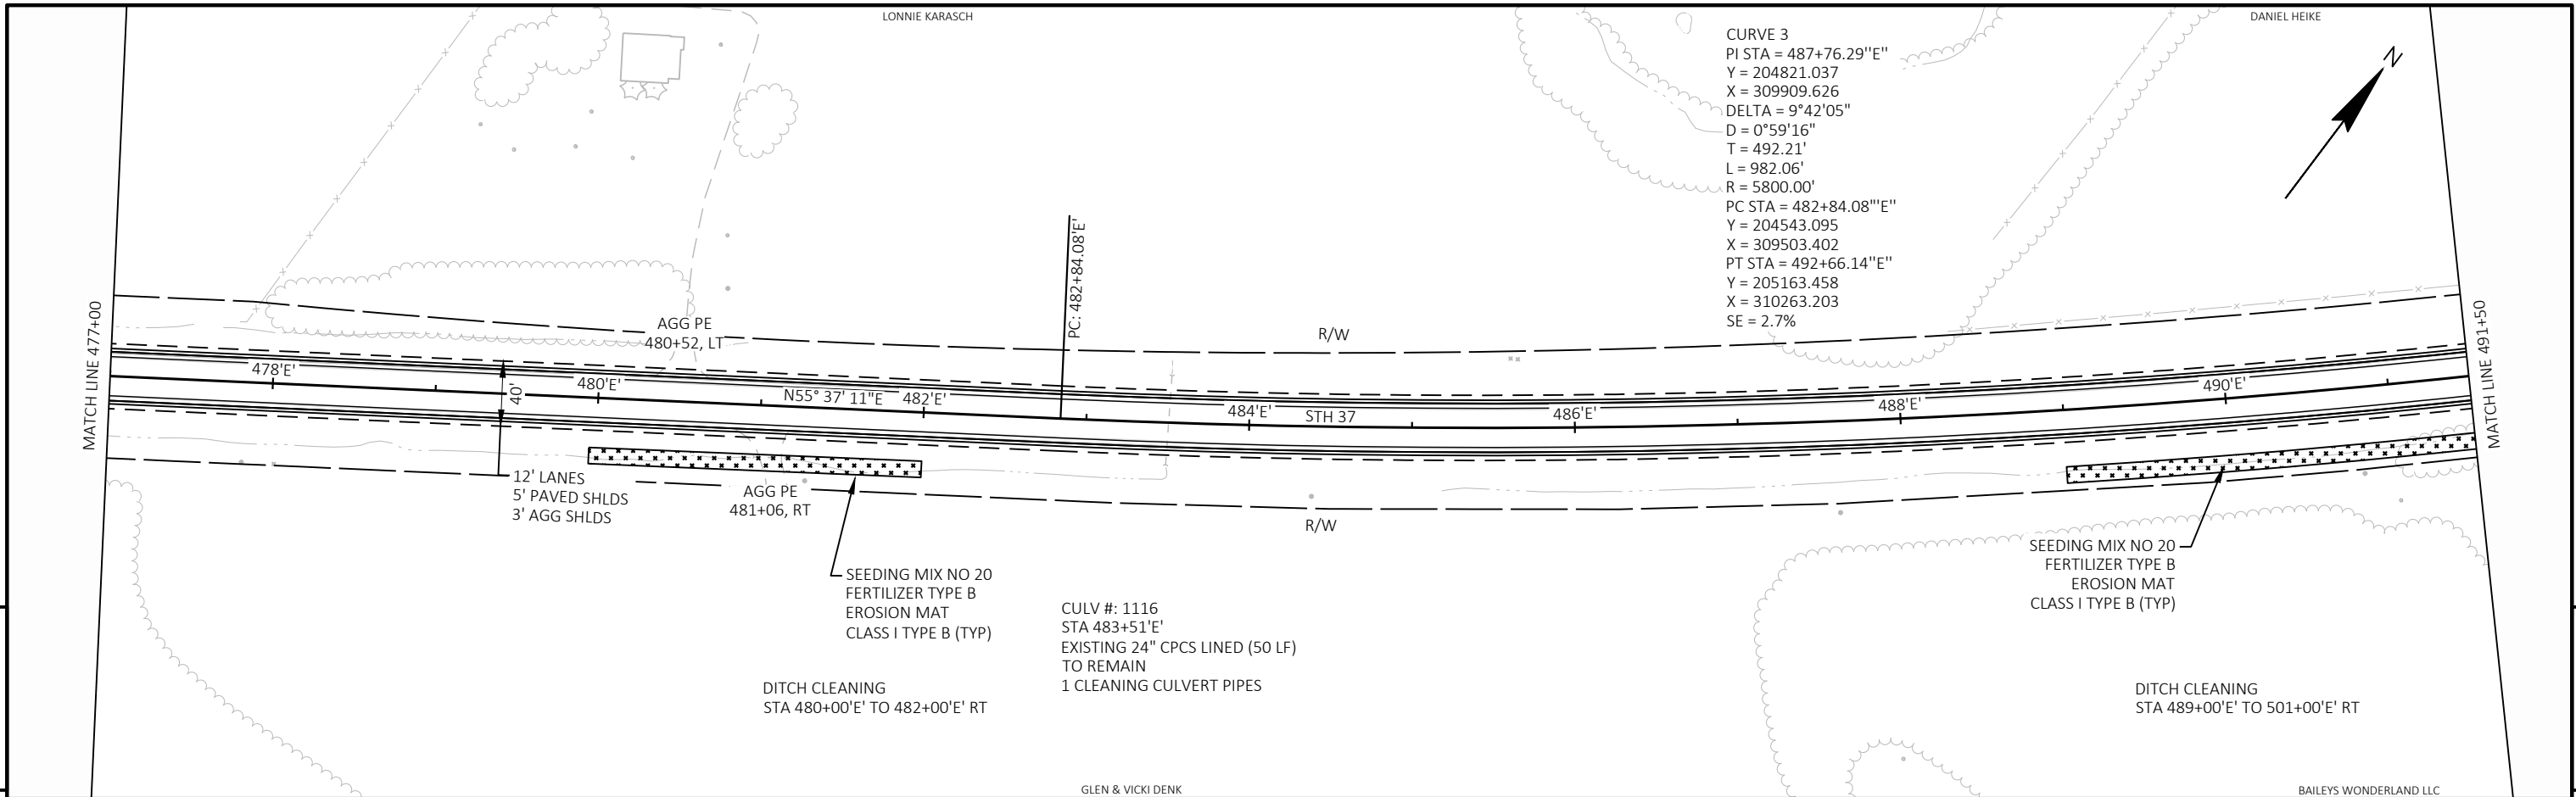 LONNIE KARASCH
DANIEL HEIKE
CURVE 3
PI STA = 487+76.29"E"
Y = 204821.037
X = 309909.626
DELTA = 9°42'05"
D = 0°59'16"
T = 492.21'
L = 982.06'
R = 5800.00'
PC STA = 482+84.08"'E"
Y = 204543.095
X = 309503.402
PT STA = 492+66.14"E"
Y = 205163.458
X = 310263.203
SE = 2.7%
N
MATCH LINE 477+00
AGG PE
480+52, LT
PC: 482+84.08'E'
R/W
MATCH LINE 491+50
478'E'
480'E'
N55° 37' 11"E
482'E'
484'E'
STH 37
486'E'
488'E'
490'E'
40'
12' LANES
5' PAVED SHLDS
3' AGG SHLDS
AGG PE
481+06, RT
R/W
SEEDING MIX NO 20
FERTILIZER TYPE B
EROSION MAT
CLASS I TYPE B (TYP)
SEEDING MIX NO 20
FERTILIZER TYPE B
EROSION MAT
CLASS I TYPE B (TYP)
CULV #: 1116
STA 483+51'E'
EXISTING 24" CPCS LINED (50 LF)
TO REMAIN
1 CLEANING CULVERT PIPES
DITCH CLEANING
STA 480+00'E' TO 482+00'E' RT
DITCH CLEANING
STA 489+00'E' TO 501+00'E' RT
GLEN & VICKI DENK
BAILEYS WONDERLAND LLC